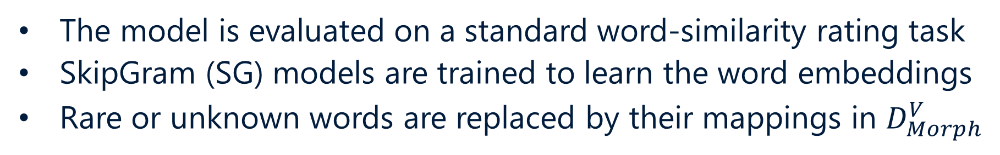 • The model is evaluated on a standard word-similarity rating task
• SkipGram (SG) models are trained to learn the word embeddings
• Rare or unknown words are replaced by their mappings in $D^{V}_{Morph}$